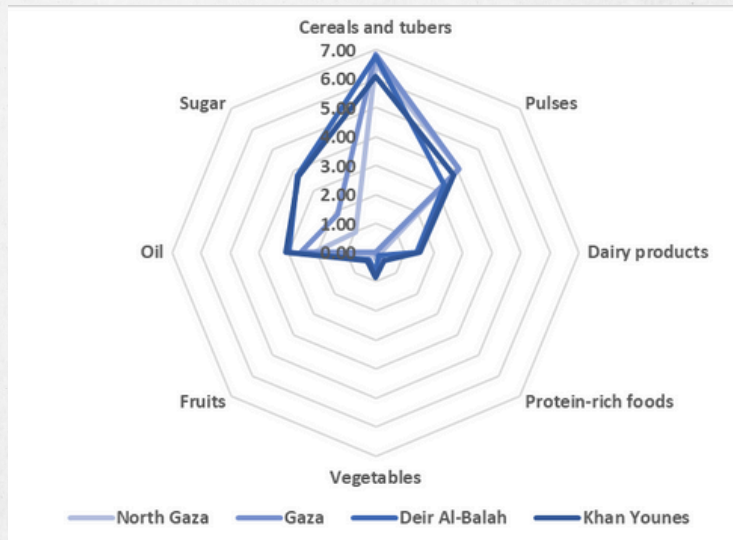 Cereals and tubers
7.00
6.00
Sugar
5.00
Pulses
4.00
3.00
2.00
1.00
Oil
0.00
Dairy products
Fruits
Protein-rich foods
Vegetables
North Gaza
Gaza
Deir Al-Balah
Khan Younes